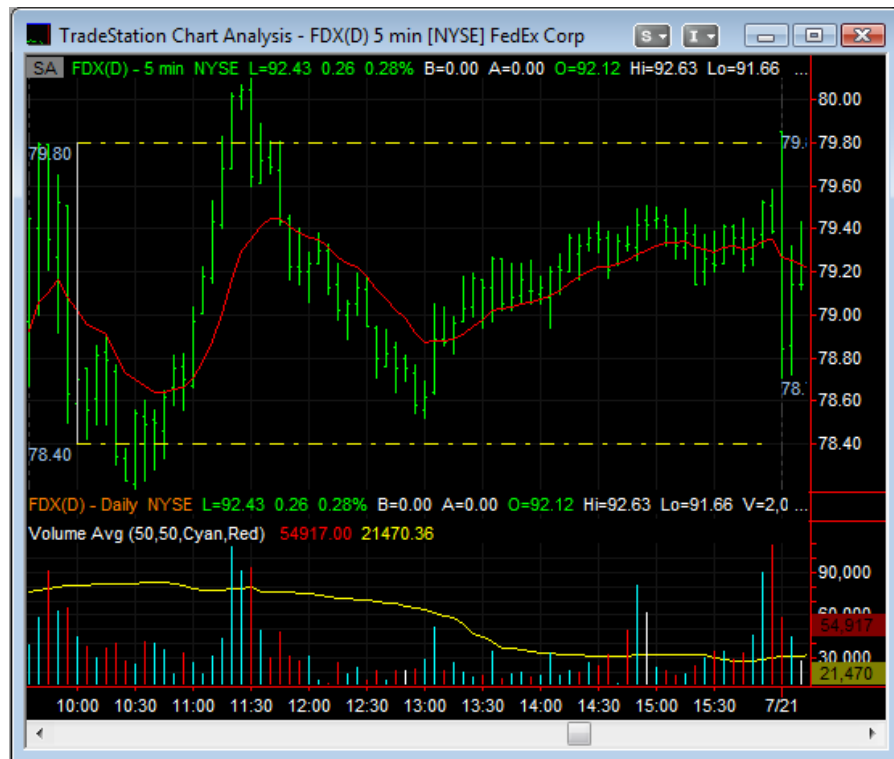 TradeStation Chart Analysis - FDX(D) 5 min [NYSE] FedEx Corp
S I
SA FDX(D) - 5 min NYSE L=92.43 0.26 0.28% B=0.00 A=0.00 O=92.12 Hi=92.63 Lo=91.66 ...
80.00
79.80 79.80
79.60
79.40
79.20
79.00
78.80
78.60
78.40 78.40
FDX(D) - Daily NYSE L=92.43 0.26 0.28% B=0.00 A=0.00 O=92.12 Hi=92.63 Lo=91.66 V=2,0 ...
Volume Avg (50,50,Cyan,Red) 54917.00 21470.36
90,000
60,000
54,917
30,000
21,470
10:00 10:30 11:30 12:00 12:30 13:00 13:30 14:00 14:30 15:00 15:30 7/21